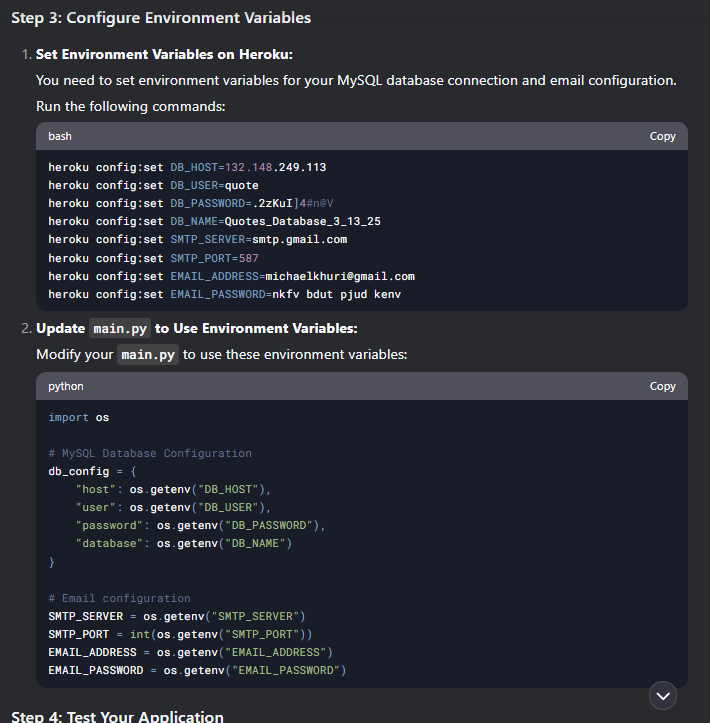 Step 3: Configure Environment Variables
1. Set Environment Variables on Heroku:
You need to set environment variables for your MySQL database connection and email configuration.
Run the following commands:
bash
Copy
heroku config:set DB_HOST=132.148.249.113
heroku config:set DB_USER=quote
heroku config:set DB_PASSWORD=.2zKuI]4#n@V
heroku config:set DB_NAME=Quotes_Database_3_13_25
heroku config:set SMTP_SERVER=smtp.gmail.com
heroku config:set SMTP_PORT=587
heroku config:set EMAIL_ADDRESS=michaelkhuri@gmail.com
heroku config:set EMAIL_PASSWORD=nkfv bdut pjud kenv
2. Update main.py to Use Environment Variables:
Modify your main.py to use these environment variables:
python
Copy
import os
# MySQL Database Configuration
db_config = {
"host": os.getenv("DB_HOST"),
"user": os.getenv("DB_USER"),
"password": os.getenv("DB_PASSWORD"),
"database": os.getenv("DB_NAME")
}
# Email configuration
SMTP_SERVER = os.getenv("SMTP_SERVER")
SMTP_PORT = int(os.getenv("SMTP_PORT"))
EMAIL_ADDRESS = os.getenv("EMAIL_ADDRESS")
EMAIL_PASSWORD = os.getenv("EMAIL_PASSWORD")
Step 4: Test Your Application